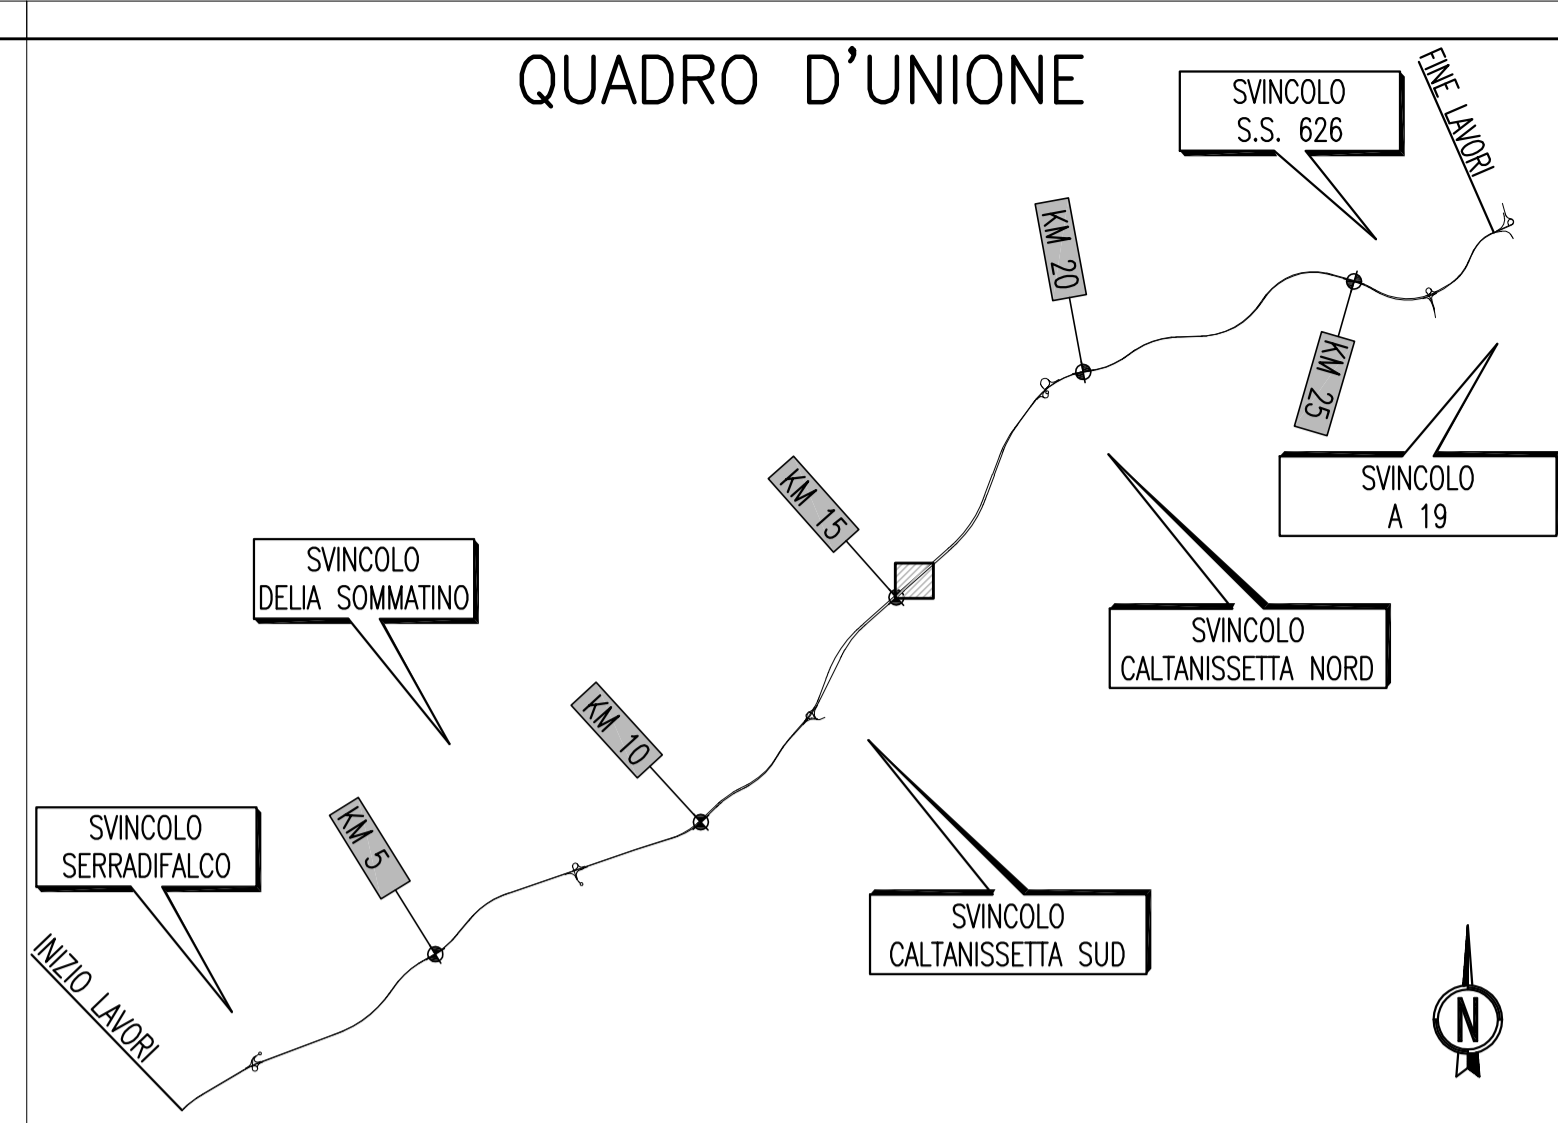 QUADRO D'UNIONE
SVINCOLO
S.S. 626
FINE LAVORI
KM 20
KM 25
SVINCOLO
A 19
KM 15
SVINCOLO
DELIA SOMMATINO
SVINCOLO
CALTANISSETTA NORD
KM 10
KM 5
SVINCOLO
SERRADIFALCO
SVINCOLO
CALTANISSETTA SUD
INIZIO LAVORI
N